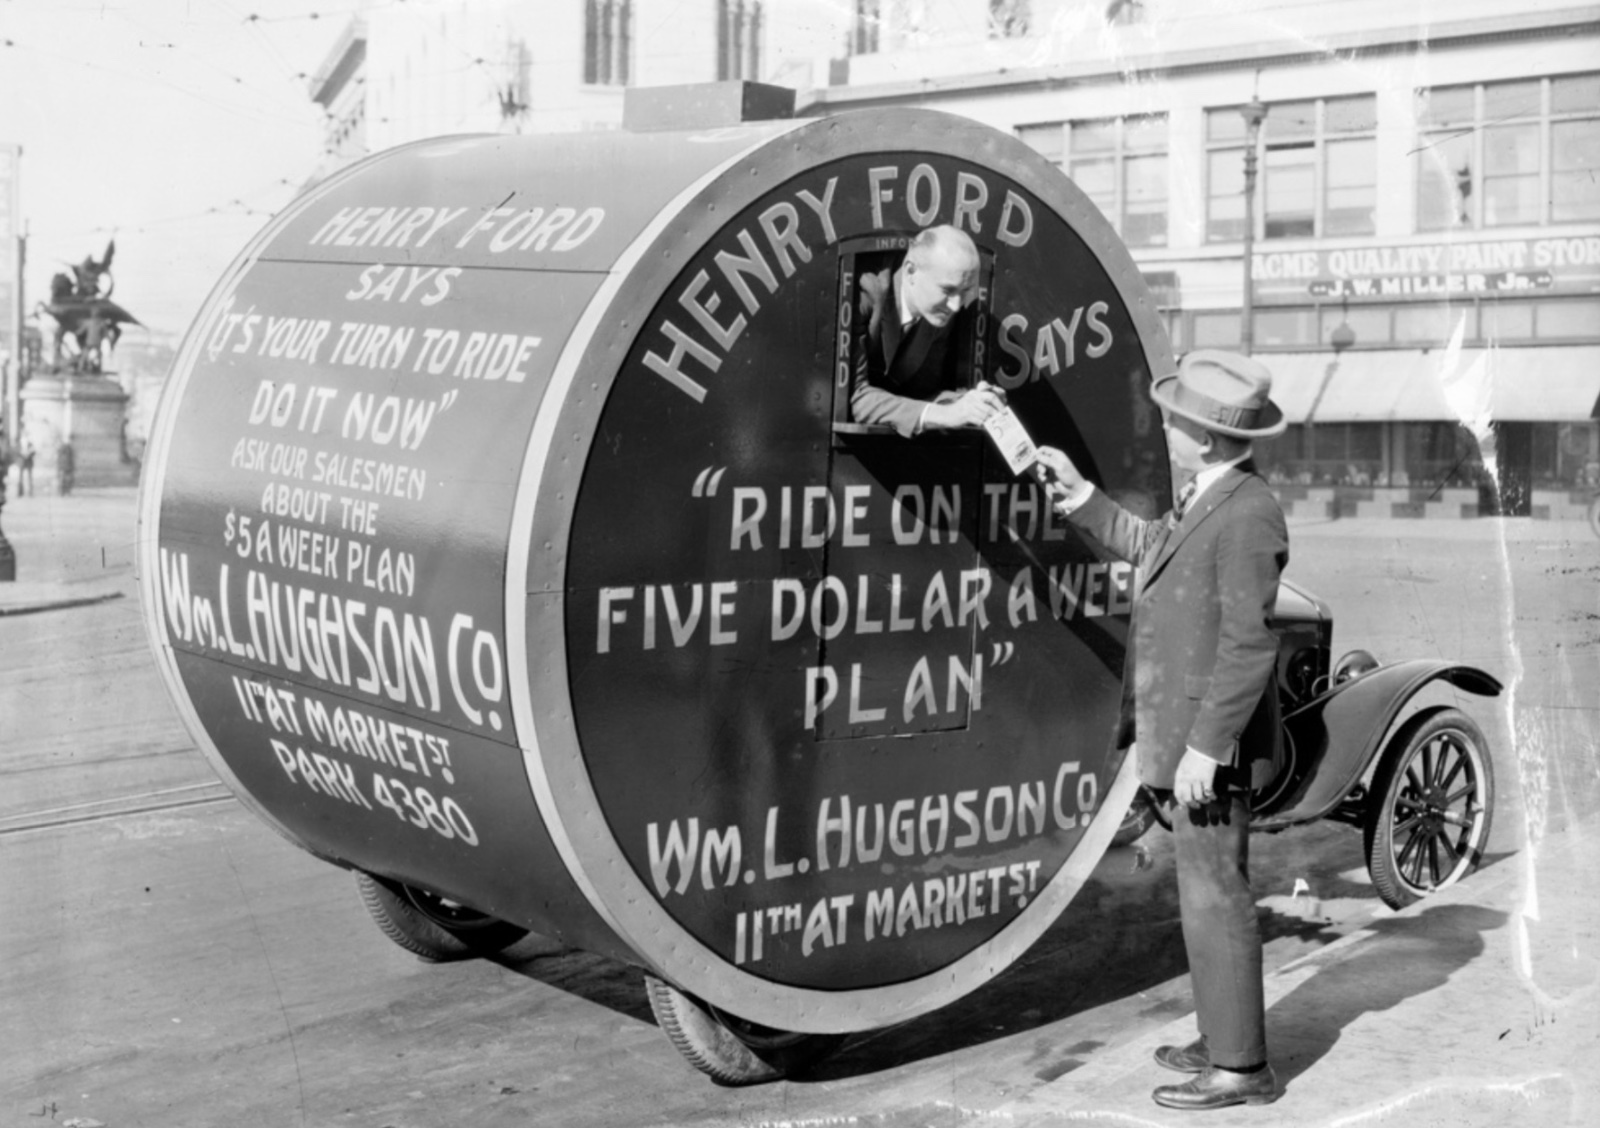 HENRY FORD
SAYS
"IT'S YOUR TURN TO RIDE
DO IT NOW"
ASK OUR SALESMEN
ABOUT THE
$5 A WEEK PLAN
WM. L. HUGHSON CO.
11TH AT MARKET ST.
PARK 4380
HENRY FORD SAYS
INFO
FORD
FORD
"RIDE ON THE
FIVE DOLLAR A WEE
PLAN"
WM. L. HUGHSON CO.
11TH AT MARKET ST
ACME QUALITY PAINT STOR
"J.W. MILLER JR."